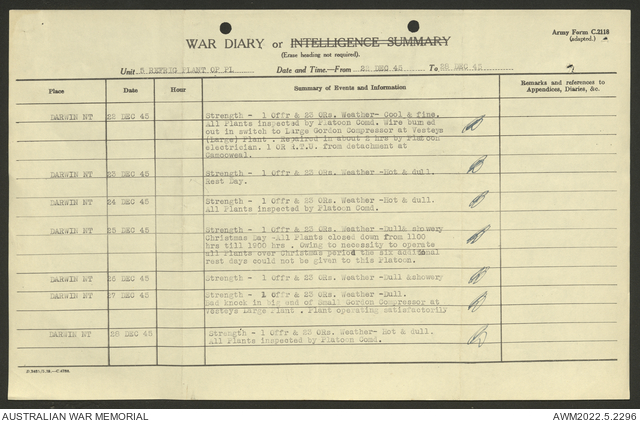 Army Form C.2118
(adapted.)
WAR DIARY or INTELLIGENCE SUMMARY
(Erase heading not required).
Unit 5 REFRIG PLANT OP PL Date and Time.—From 22 DEC 45 To 28 DEC 45
Place Date Hour Summary of Events and Information Remarks and references to Appendices, Diaries, &c.
DARWIN NT 22 DEC 45 Strength - 1 Offr & 23 ORs. Weather- Cool & fine.
All Plants inspected by Platoon Comd. Wire burned
out in switch to Large Gordon Compressor at Vesteys
(Large) Plant . Repaired in about 2 hrs by Platoon
electrician. 1 OR R.T.U. from detachment at
Camooweal.
DARWIN NT 23 DEC 45 Strength - 1 Offr & 23 ORs. Weather -Hot & dull.
Rest Day.
DARWIN NT 24 DEC 45 Strength - 1 Offr & 23 ORs. Weather -Hot & dull.
All Plants inspected by Platoon Comd.
DARWIN NT 25 DEC 45 Strength - 1 Offr & 23 ORs. Weather -Dull& showery
Christmas Day -All Plants closed down from 1100
hrs till 1900 hrs . Owing to necessity to operate
all Plants over Christmas period the six additonal
rest days could not be given to this Platoon.
DARWIN NT 26 DEC 45 Strength - 1 Offr & 23 ORs. Weather -Dull &showery
DARWIN NT 27 DEC 45 Strength - 1 Offr & 23 ORs. Weather -Dull.
Bad knock in big end of Small Gordon Compressor at
Vesteys Large Plant . Plant operating satisfactorily
DARWIN NT 28 DEC 45 Strength - 1 Offr & 23 ORs. Weather- Hot & dull.
All Plants inspected by Platoon Comd.
AUSTRALIAN WAR MEMORIAL AWM2022.5.2296